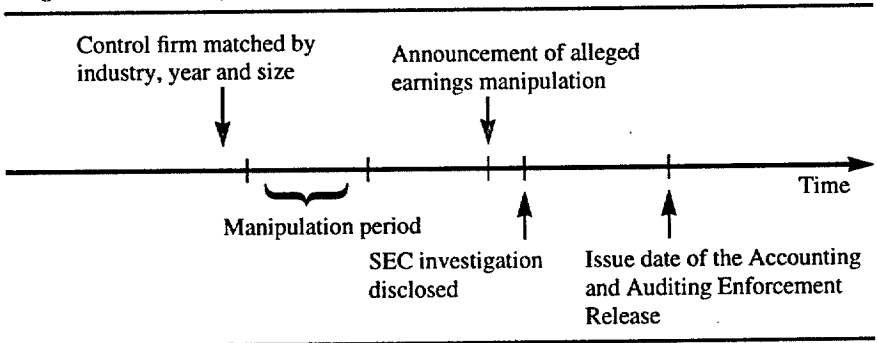 Control firm matched by
industry, year and size
Announcement of alleged
earnings manipulation
Time
Manipulation period
SEC investigation
disclosed
Issue date of the Accounting
and Auditing Enforcement
Release